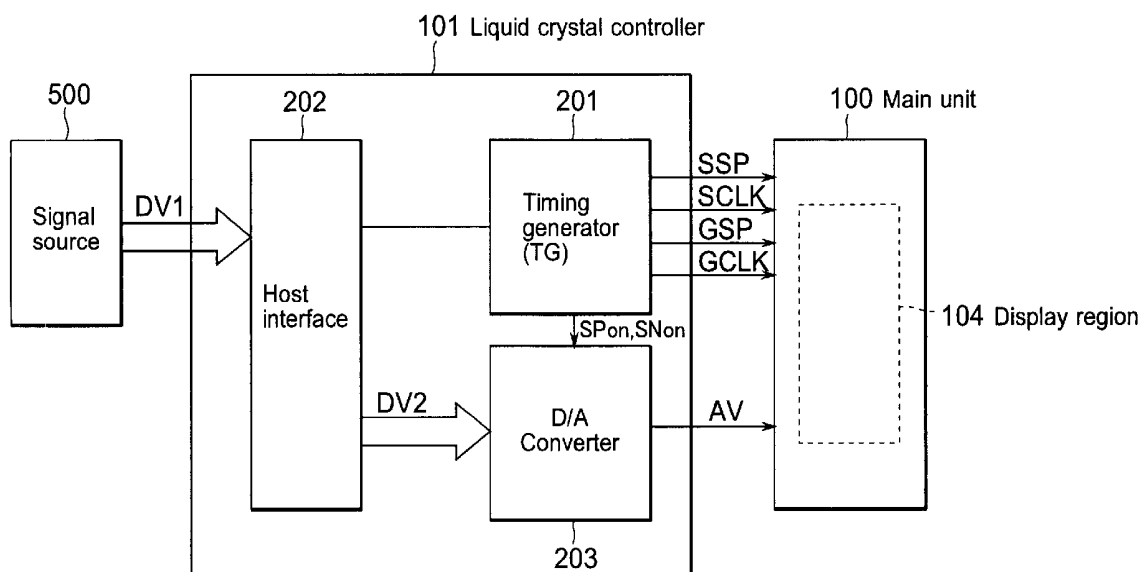 101 Liquid crystal controller
500
202
201
100 Main unit
Signal
source
DV1
Host
interface
Timing
generator
(TG)
SSP
SCLK
GSP
GCLK
104 Display region
SPon,SNon
DV2
D/A
Converter
AV
203